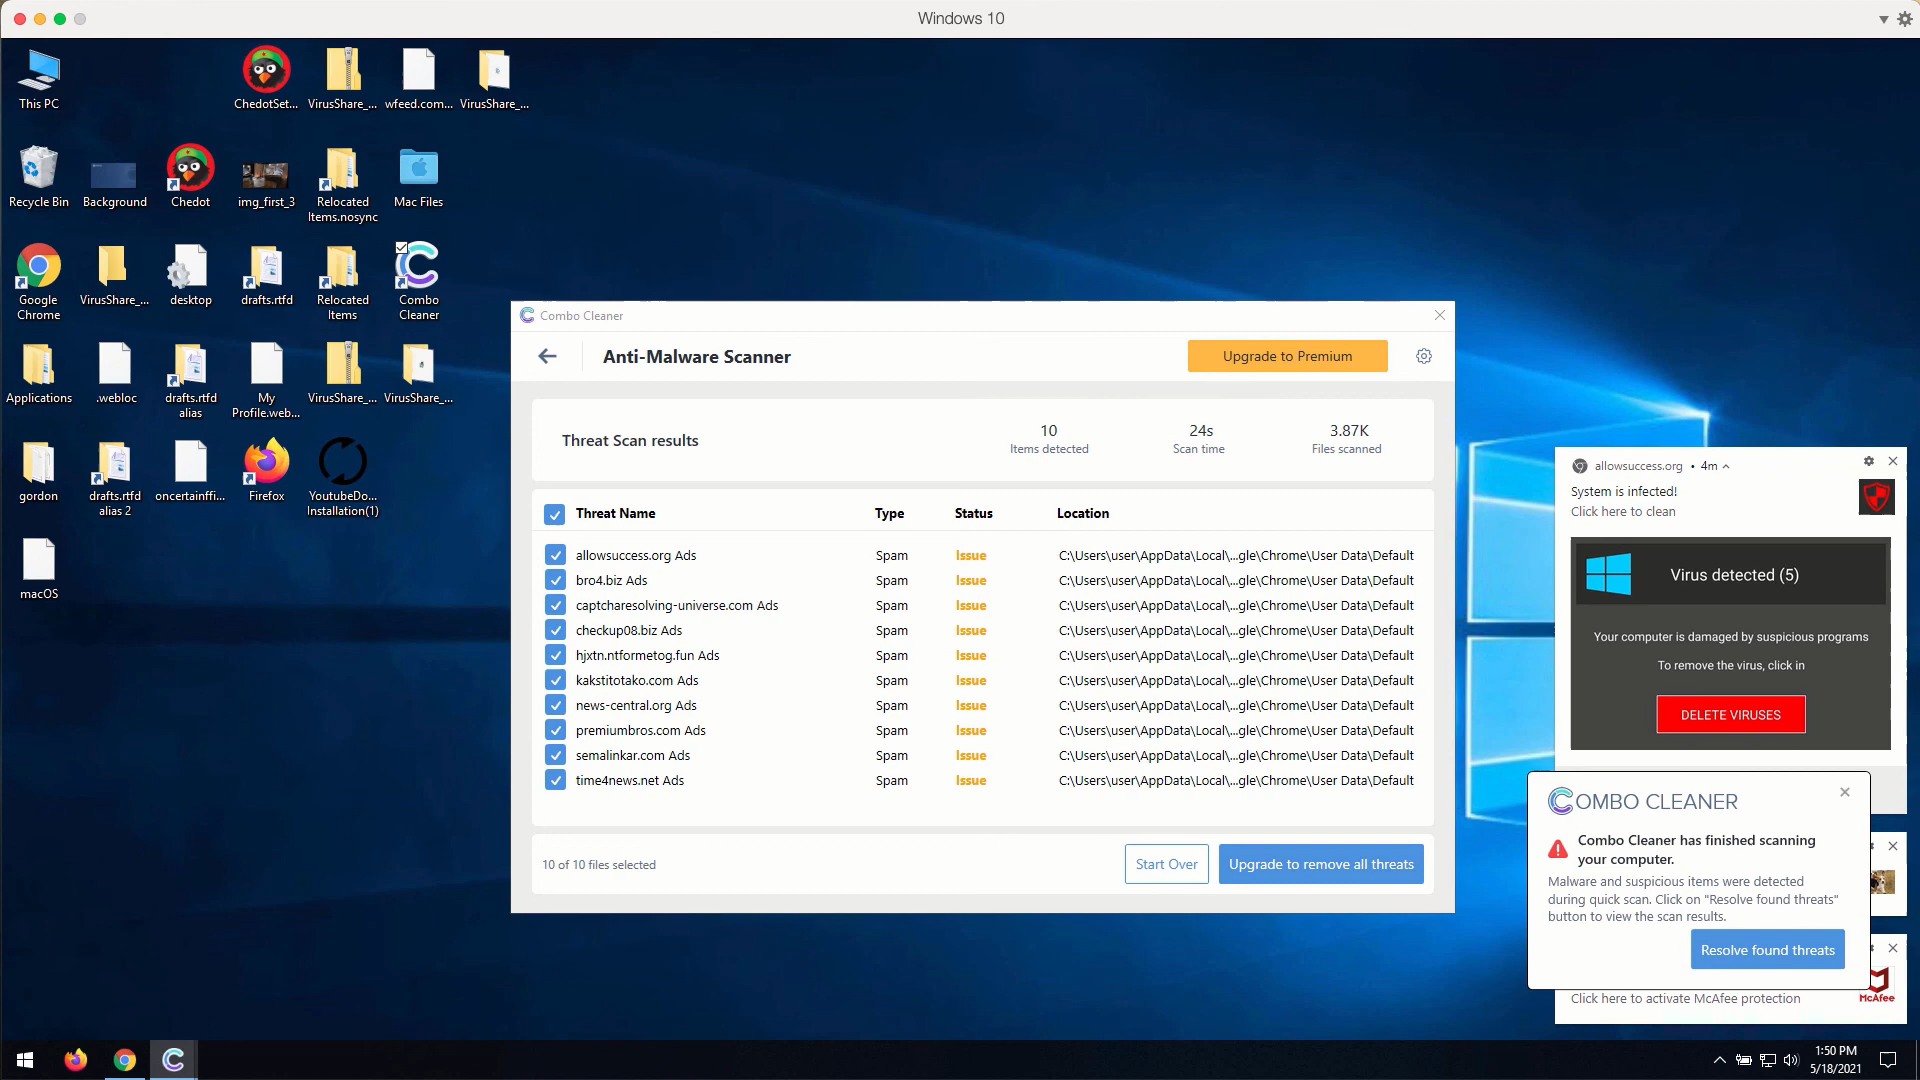 Windows 10
This PC
ChedotSet...
VirusShare_...
wfeed.com...
VirusShare_...
Recycle Bin
Background
Chedot
img_first_3
Relocated
Items.nosync
Mac Files
Google
Chrome
VirusShare_...
desktop
drafts.rtfd
Relocated
Items
Combo
Cleaner
Applications
.webloc
drafts.rtfd
alias
My
Profile.web...
VirusShare_...
VirusShare_...
gordon
drafts.rtfd
alias 2
oncertainffi...
Firefox
YoutubeDo...
Installation(1)
macOS
Combo Cleaner
Anti-Malware Scanner
Upgrade to Premium
Threat Scan results
10
Items detected
24s
Scan time
3.87K
Files scanned
Threat Name Type Status Location
allowsuccess.org Ads Spam Issue C:\Users\user\AppData\Local\...gle\Chrome\User Data\Default
bro4.biz Ads Spam Issue C:\Users\user\AppData\Local\...gle\Chrome\User Data\Default
captcharesolving-universe.com Ads Spam Issue C:\Users\user\AppData\Local\...gle\Chrome\User Data\Default
checkup08.biz Ads Spam Issue C:\Users\user\AppData\Local\...gle\Chrome\User Data\Default
hjxtn.ntformetog.fun Ads Spam Issue C:\Users\user\AppData\Local\...gle\Chrome\User Data\Default
kakstitotako.com Ads Spam Issue C:\Users\user\AppData\Local\...gle\Chrome\User Data\Default
news-central.org Ads Spam Issue C:\Users\user\AppData\Local\...gle\Chrome\User Data\Default
premiumbros.com Ads Spam Issue C:\Users\user\AppData\Local\...gle\Chrome\User Data\Default
semalinkar.com Ads Spam Issue C:\Users\user\AppData\Local\...gle\Chrome\User Data\Default
time4news.net Ads Spam Issue C:\Users\user\AppData\Local\...gle\Chrome\User Data\Default
10 of 10 files selected
Start Over
Upgrade to remove all threats
allowsuccess.org • 4m
System is infected!
Click here to clean
Virus detected (5)
Your computer is damaged by suspicious programs
To remove the virus, click in
DELETE VIRUSES
COMBO CLEANER
Combo Cleaner has finished scanning
your computer.
Malware and suspicious items were detected
during quick scan. Click on "Resolve found threats"
button to view the scan results.
Resolve found threats
McAfee
Click here to activate McAfee protection
1:50 PM
5/18/2021